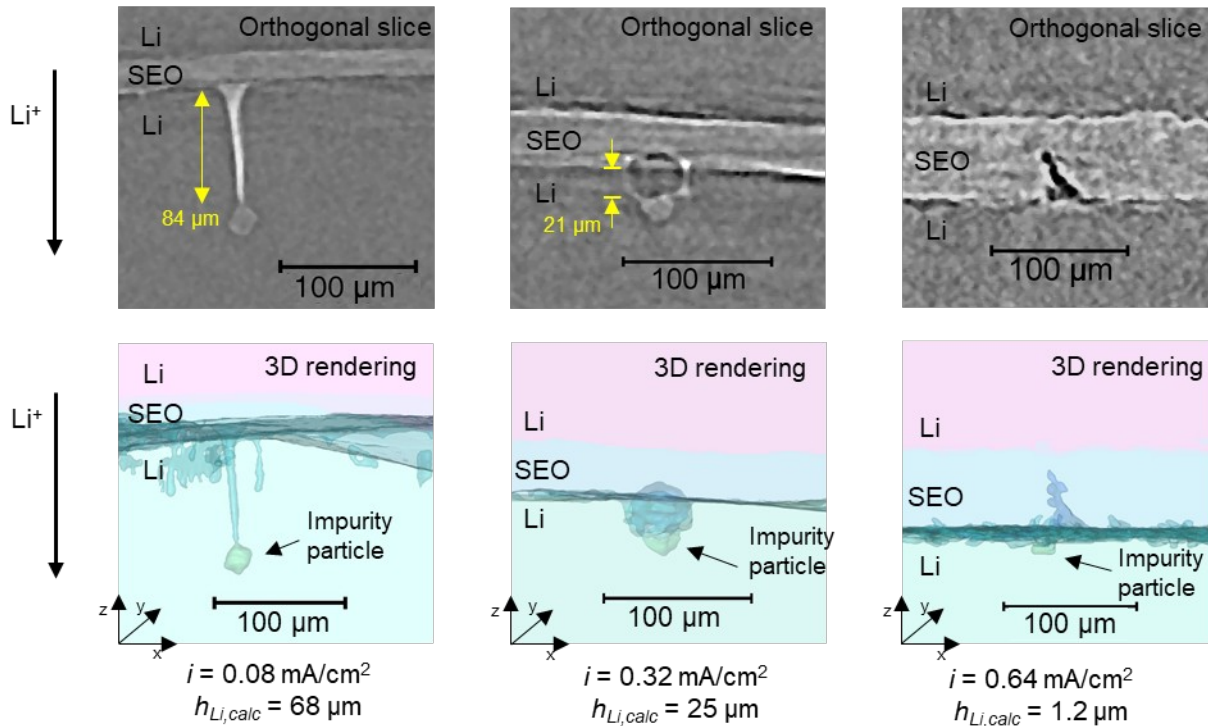 Orthogonal slice
Li
SEO
Li
Li⁺
84 µm
100 µm
Orthogonal slice
Li
SEO
Li
21 µm
100 µm
Orthogonal slice
Li
SEO
Li
100 µm
3D rendering
Li
SEO
Li
Li⁺
Impurity
particle
z
y
x
100 µm
3D rendering
Li
SEO
Li
Impurity
particle
z
y
x
100 µm
3D rendering
Li
SEO
Li
Impurity
particle
z
y
x
100 µm
i = 0.08 mA/cm²
h_Li,calc = 68 µm
i = 0.32 mA/cm²
h_Li,calc = 25 µm
i = 0.64 mA/cm²
h_Li.calc = 1.2 µm